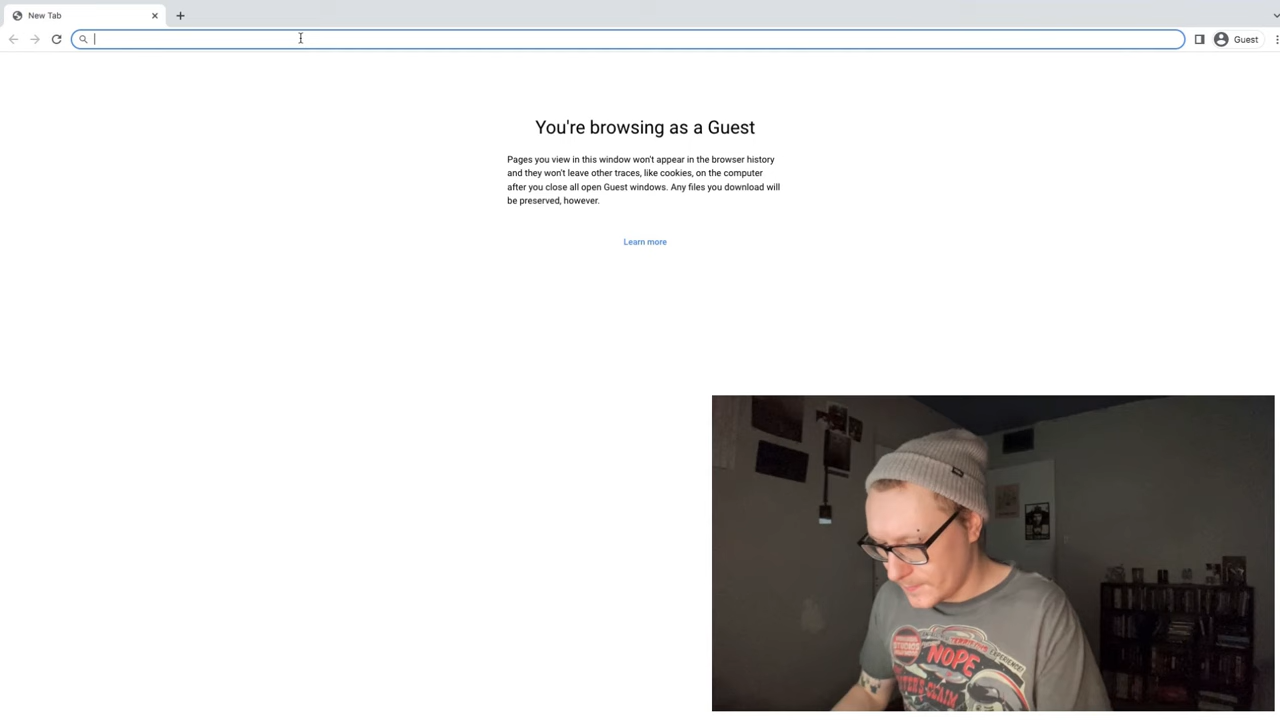 New Tab
Guest
You're browsing as a Guest
Pages you view in this window won't appear in the browser history
and they won't leave other traces, like cookies, on the computer
after you close all open Guest windows. Any files you download will
be preserved, however.
Learn more
NOPE
CLAIM